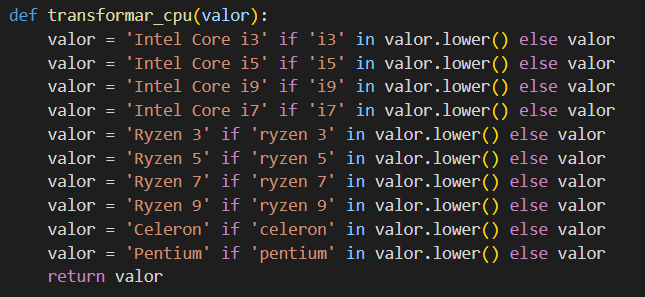 def transformar_cpu(valor):
    valor = 'Intel Core i3' if 'i3' in valor.lower() else valor
    valor = 'Intel Core i5' if 'i5' in valor.lower() else valor
    valor = 'Intel Core i9' if 'i9' in valor.lower() else valor
    valor = 'Intel Core i7' if 'i7' in valor.lower() else valor
    valor = 'Ryzen 3' if 'ryzen 3' in valor.lower() else valor
    valor = 'Ryzen 5' if 'ryzen 5' in valor.lower() else valor
    valor = 'Ryzen 7' if 'ryzen 7' in valor.lower() else valor
    valor = 'Ryzen 9' if 'ryzen 9' in valor.lower() else valor
    valor = 'Celeron' if 'celeron' in valor.lower() else valor
    valor = 'Pentium' if 'pentium' in valor.lower() else valor
    return valor